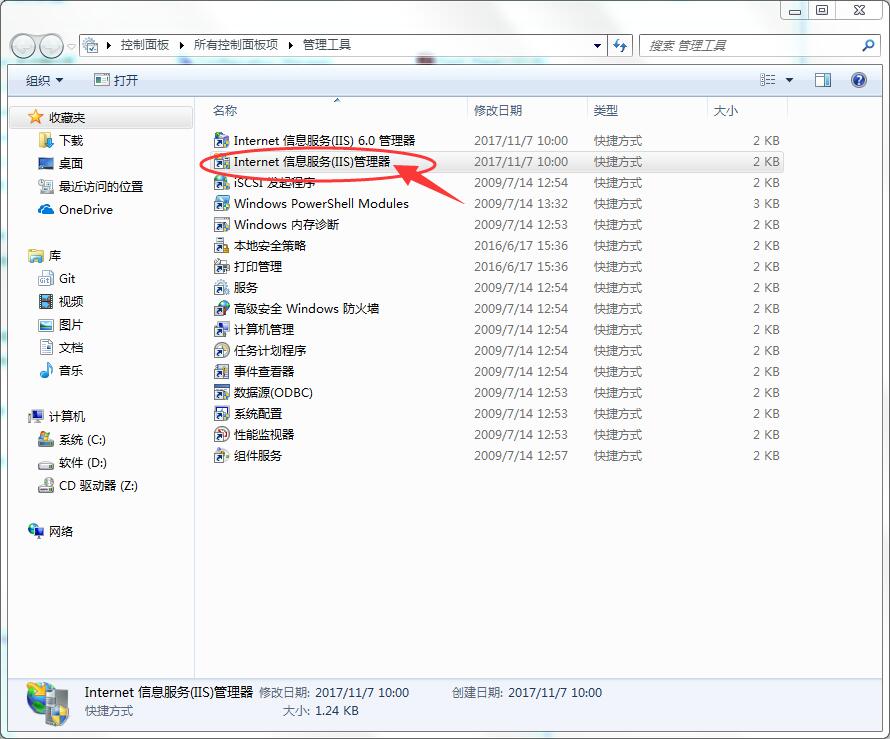 控制面板 所有控制面板项 管理工具 搜索 管理工具
组织 打开
名称 修改日期 类型 大小
收藏夹
下载
桌面
最近访问的位置
OneDrive
库
Git
视频
图片
文档
音乐
计算机
系统 (C:)
软件 (D:)
CD 驱动器 (Z:)
网络
Internet 信息服务(IIS) 6.0 管理器 2017/11/7 10:00 快捷方式 2 KB
Internet 信息服务(IIS)管理器 2017/11/7 10:00 快捷方式 2 KB
iSCSI 发起程序 2009/7/14 12:54 快捷方式 2 KB
Windows PowerShell Modules 2009/7/14 13:32 快捷方式 3 KB
Windows 内存诊断 2009/7/14 12:53 快捷方式 2 KB
本地安全策略 2016/6/17 15:36 快捷方式 2 KB
打印管理 2016/6/17 15:36 快捷方式 2 KB
服务 2009/7/14 12:54 快捷方式 2 KB
高级安全 Windows 防火墙 2009/7/14 12:54 快捷方式 2 KB
计算机管理 2009/7/14 12:54 快捷方式 2 KB
任务计划程序 2009/7/14 12:54 快捷方式 2 KB
事件查看器 2009/7/14 12:54 快捷方式 2 KB
数据源(ODBC) 2009/7/14 12:53 快捷方式 2 KB
系统配置 2009/7/14 12:53 快捷方式 2 KB
性能监视器 2009/7/14 12:53 快捷方式 2 KB
组件服务 2009/7/14 12:57 快捷方式 2 KB
Internet 信息服务(IIS)管理器 修改日期: 2017/11/7 10:00 创建日期: 2017/11/7 10:00
快捷方式 大小: 1.24 KB